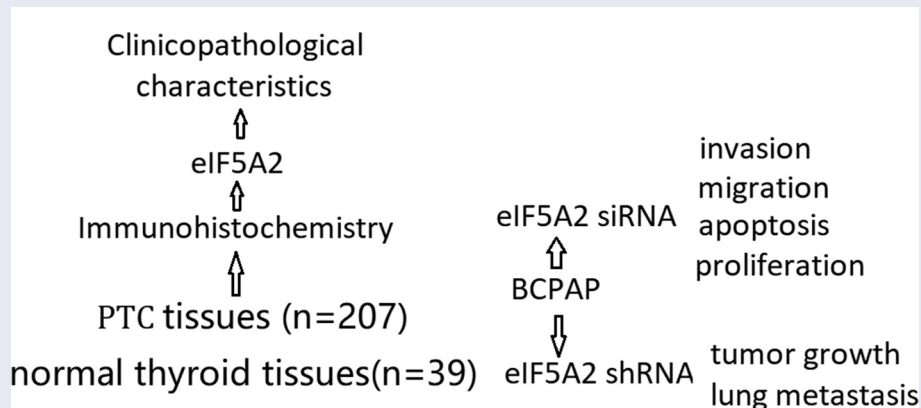 Clinicopathological
characteristics
eIF5A2
Immunohistochemistry
PTC tissues (n=207)
normal thyroid tissues(n=39)
eIF5A2 siRNA
BCPAP
eIF5A2 shRNA
invasion
migration
apoptosis
proliferation
tumor growth
lung metastasis